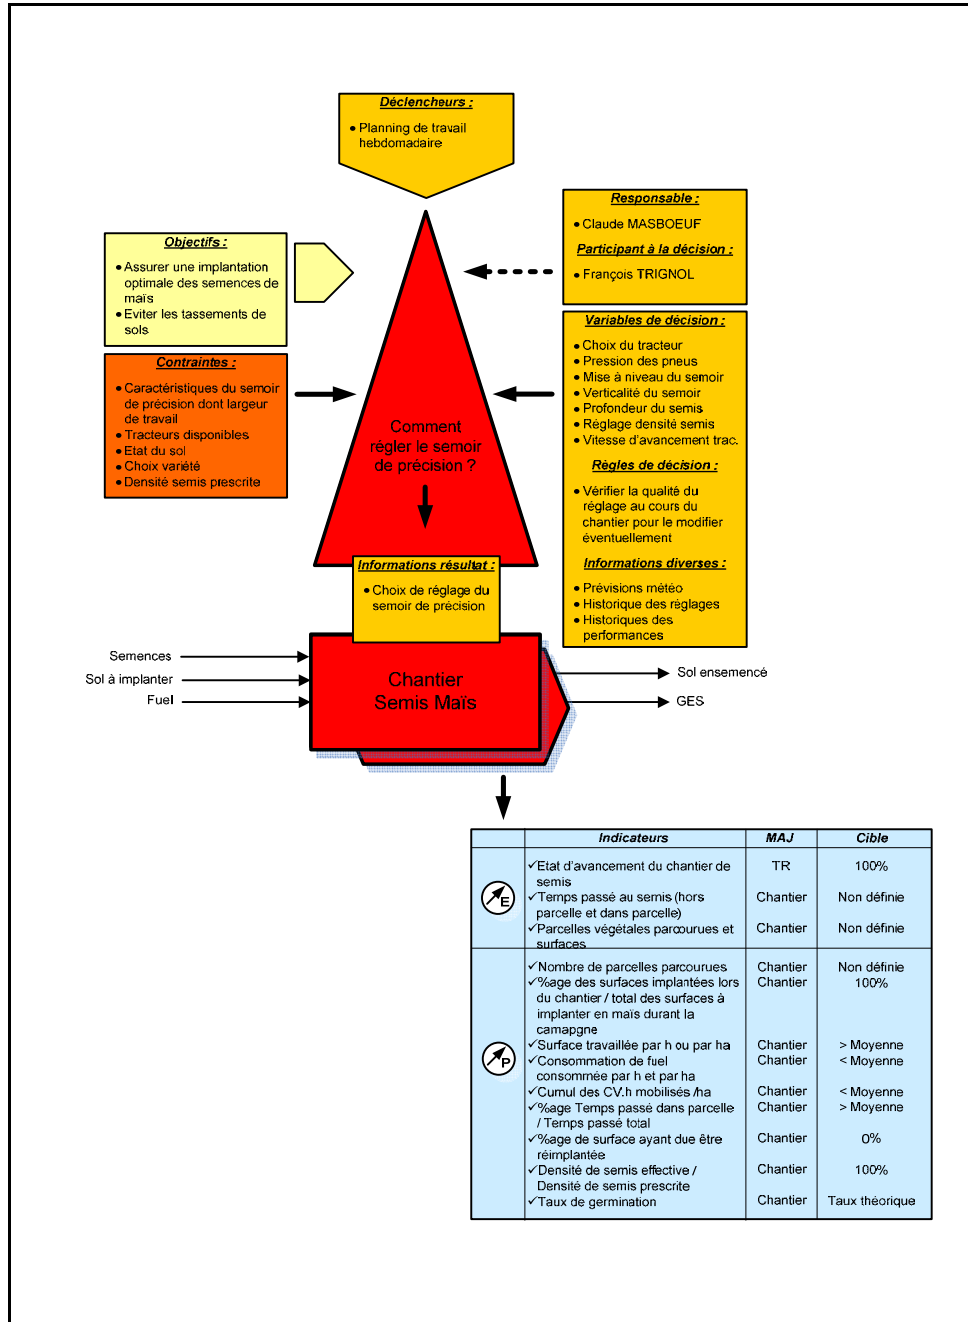 Déclencheurs :
• Planning de travail
hebdomadaire
Responsable :
• Claude MASBOEUF
Participant à la décision :
• François TRIGNOL
Objectifs :
• Assurer une implantation
optimale des semences de
maïs
• Eviter les tassements de
sols
Contraintes :
• Caractéristiques du semoir
de précision dont largeur
de travail
• Tracteurs disponibles
• Etat du sol
• Choix variété
• Densité semis prescrite
Variables de décision :
• Choix du tracteur
• Pression des pneus
• Mise à niveau du semoir
• Verticalité du semoir
• Profondeur du semis
• Réglage densité semis
• Vitesse d'avancement trac.
Règles de décision :
• Vérifier la qualité du
réglage au cours du
chantier pour le modifier
éventuellement
Informations diverses :
• Prévisions météo
• Historique des réglages
• Historiques des
performances
Comment
régler le semoir
de précision ?
Informations résultat :
• Choix de réglage du
semoir de précision
Semences
Sol à implanter
Fuel
Chantier
Semis Maïs
Sol ensemencé
GES
Indicateurs MAJ Cible
E
✓Etat d'avancement du chantier de TR 100%
semis
✓Temps passé au semis (hors Chantier Non définie
parcelle et dans parcelle)
✓Parcelles végétales parcourues et Chantier Non définie
surfaces
P
✓Nombre de parcelles parcourues Chantier Non définie
✓%age des surfaces implantées lors Chantier 100%
du chantier / total des surfaces à
implanter en maïs durant la
camapgne
✓Surface travaillée par h ou par ha Chantier > Moyenne
✓Consommation de fuel Chantier < Moyenne
consommée par h et par ha
✓Cumul des CV.h mobilisés /ha Chantier < Moyenne
✓%age Temps passé dans parcelle Chantier > Moyenne
/ Temps passé total
✓%age de surface ayant due être Chantier 0%
réimplantée
✓Densité de semis effective / Chantier 100%
Densité de semis prescrite
✓Taux de germination Chantier Taux théorique